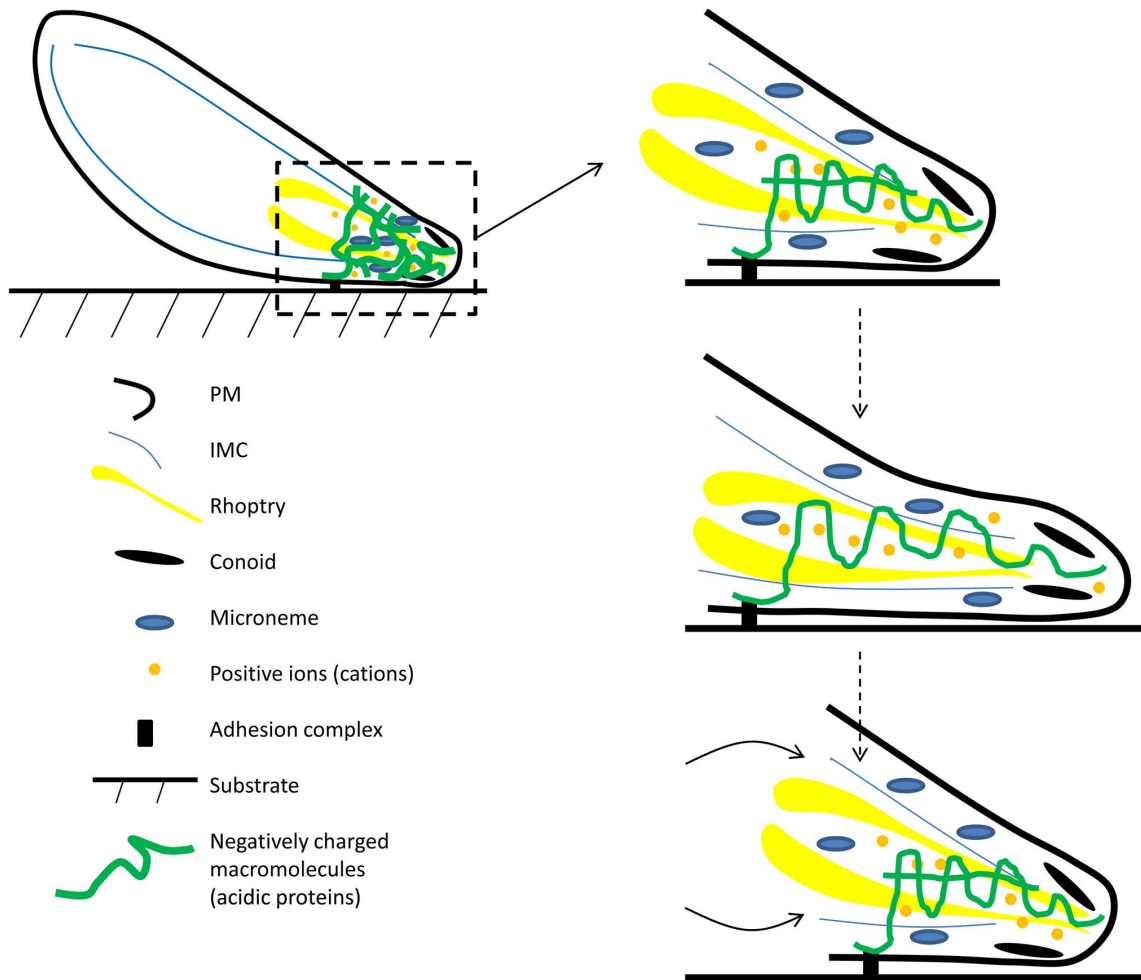 PM
IMC
Rhoptry
Conoid
Microneme
Positive ions (cations)
Adhesion complex
Substrate
Negatively charged
macromolecules
(acidic proteins)